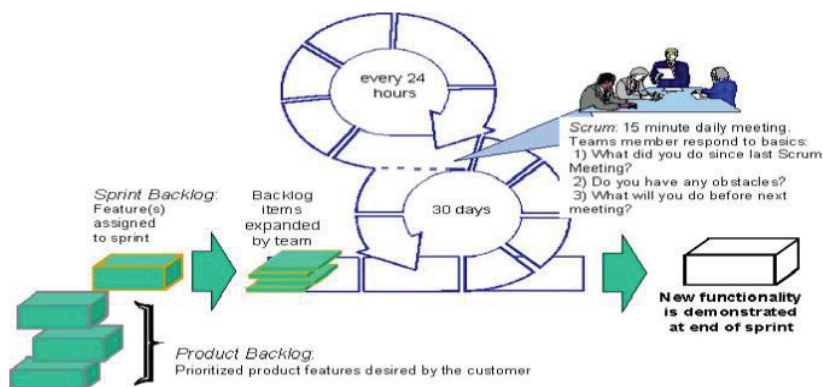 every 24
hours
Scrum: 15 minute daily meeting.
Teams member respond to basics:
1) What did you do since last Scrum
Meeting?
2) Do you have any obstacles?
3) What will you do before next
meeting?
Sprint Backlog:
Feature(s)
assigned
to sprint
Backlog
items
expanded
by team
30 days
New functionality
is demonstrated
at end of sprint
Product Backlog:
Prioritized product features desired by the customer